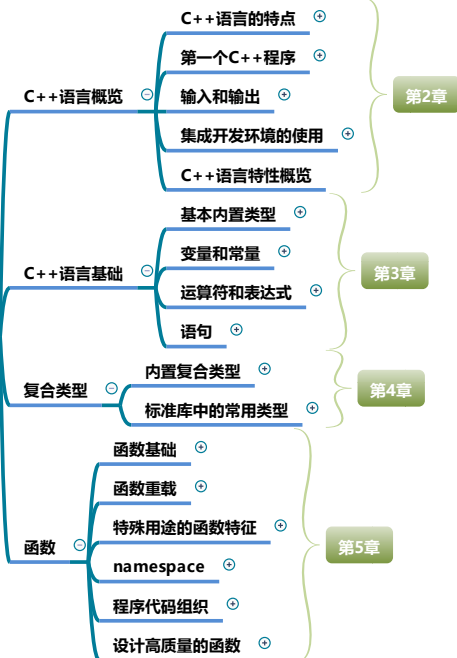 C++语言概览
C++语言的特点
第一个C++程序
输入和输出
集成开发环境的使用
C++语言特性概览
第2章
C++语言基础
基本内置类型
变量和常量
运算符和表达式
语句
第3章
复合类型
内置复合类型
标准库中的常用类型
第4章
函数
函数基础
函数重载
特殊用途的函数特征
namespace
程序代码组织
设计高质量的函数
第5章